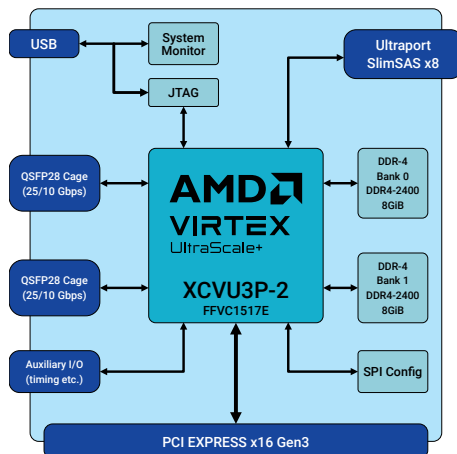 USB
System
Monitor
Ultraport
SlimSAS x8
JTAG
QSFP28 Cage
(25/10 Gbps)
AMD
VIRTEX
UltraScale+
XCVU3P-2
FFVC1517E
DDR-4
Bank 0
DDR4-2400
8GiB
QSFP28 Cage
(25/10 Gbps)
DDR-4
Bank 1
DDR4-2400
8GiB
Auxiliary I/O
(timing etc.)
SPI Config
PCI EXPRESS x16 Gen3